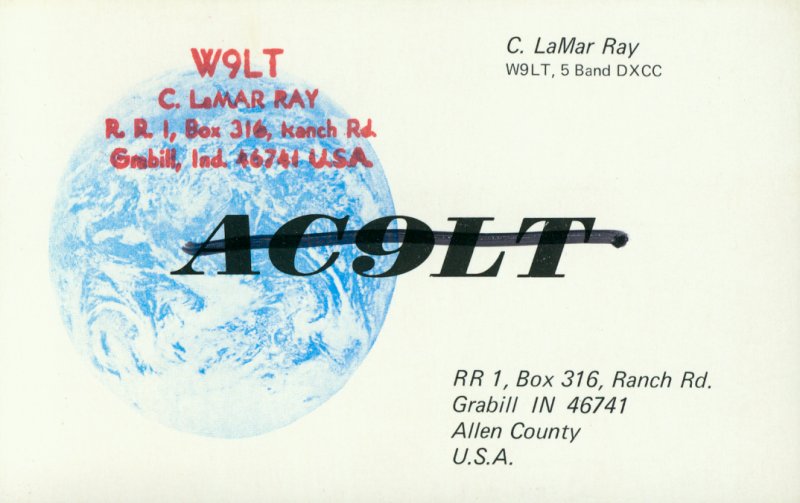 W9LT
C. LaMAR RAY
R. R. 1, Box 316, Ranch Rd.
Grabill, Ind. 46741 U.S.A.
C. LaMar Ray
W9LT, 5 Band DXCC
AC9LT
RR 1, Box 316, Ranch Rd.
Grabill IN 46741
Allen County
U.S.A.